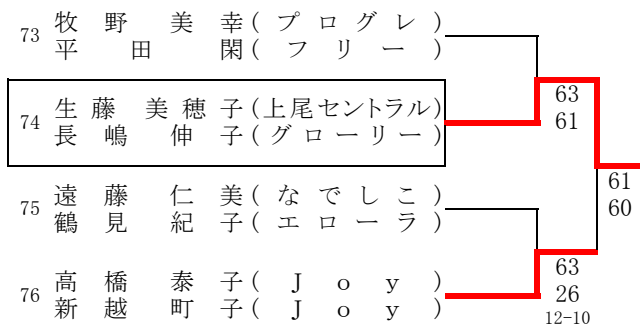 73 牧野美幸(プログレ)
平田閑(フリー)
63
74 生藤美穂子(上尾セントラル)
61
長嶋伸子(グローリー)
61
60
75 遠藤仁美(なでしこ)
鶴見紀子(エローラ)
63
76 高橋泰子(Joy)
26
新越町子(Joy)
12-10